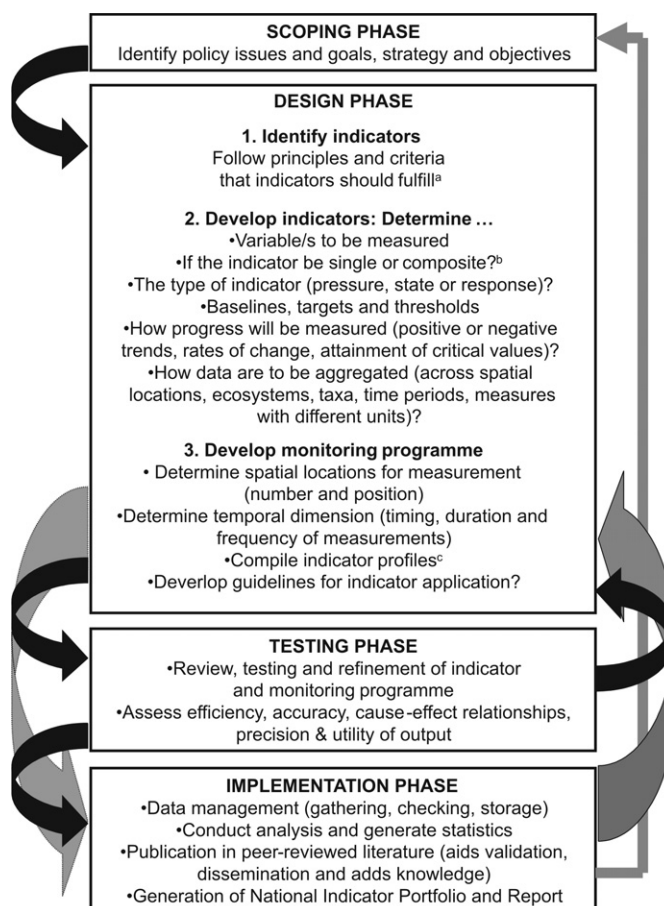 SCOPING PHASE
Identify policy issues and goals, strategy and objectives
DESIGN PHASE
1. Identify indicators
Follow principles and criteria
that indicators should fulfillᵃ
2. Develop indicators: Determine …
•Variable/s to be measured
•If the indicator be single or composite?ᵇ
•The type of indicator (pressure, state or response)?
•Baselines, targets and thresholds
•How progress will be measured (positive or negative
trends, rates of change, attainment of critical values)?
•How data are to be aggregated (across spatial
locations, ecosystems, taxa, time periods, measures
with different units)?
3. Develop monitoring programme
• Determine spatial locations for measurement
(number and position)
•Determine temporal dimension (timing, duration and
frequency of measurements)
•Compile indicator profilesᶜ
•Deverlop guidelines for indicator application?
TESTING PHASE
•Review, testing and refinement of indicator
and monitoring programme
•Assess efficiency, accuracy, cause-effect relationships,
precision & utility of output
IMPLEMENTATION PHASE
•Data management (gathering, checking, storage)
•Conduct analysis and generate statistics
•Publication in peer-reviewed literature (aids validation,
dissemination and adds knowledge)
•Generation of National Indicator Portfolio and Report